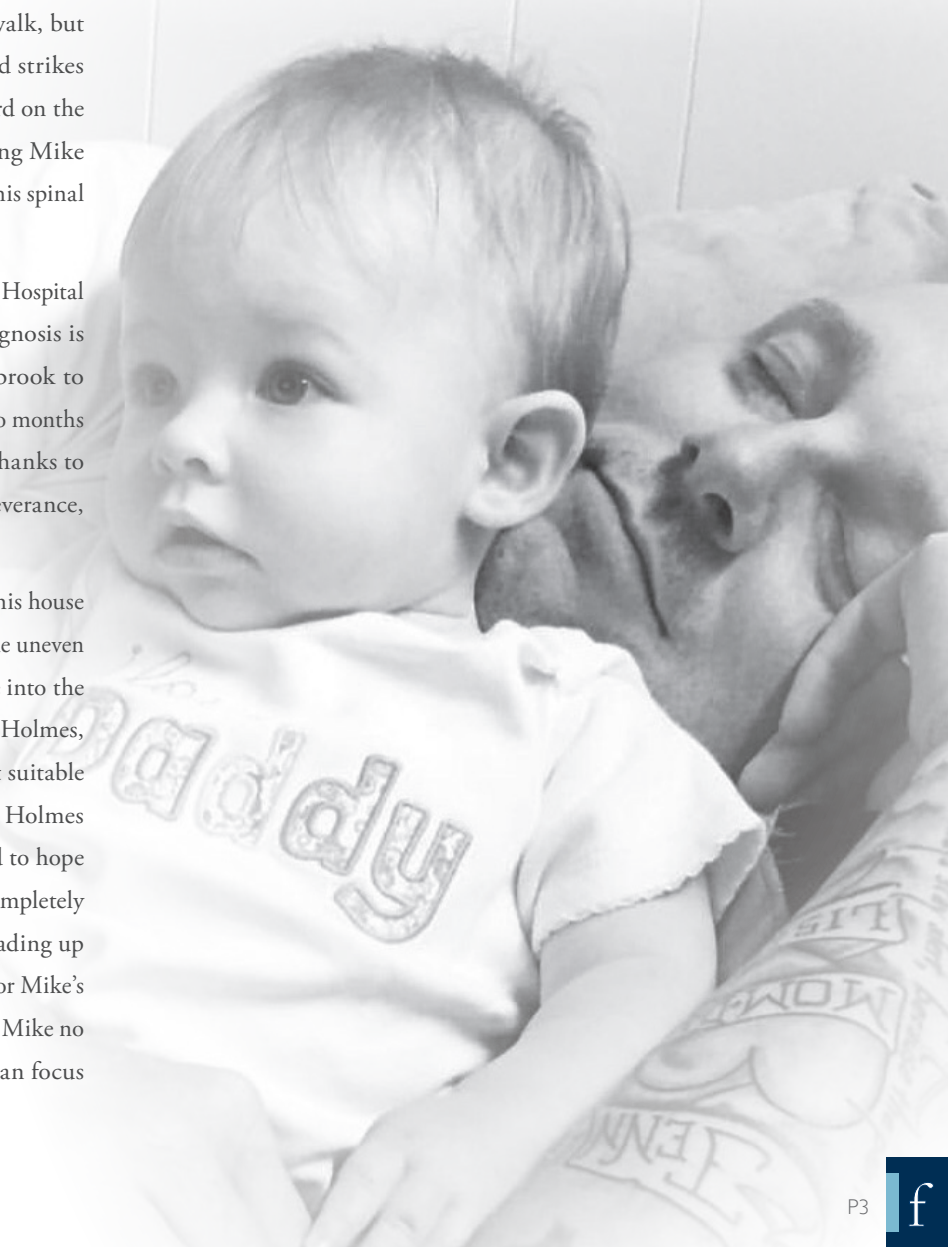 walk, but
d strikes
rd on the
ng Mike
his spinal
Hospital
gnosis is
brook to
o months
hanks to
everance,
his house
e uneven
into the
Holmes,
suitable
Holmes
d to hope
mpletely
ading up
or Mike's
Mike no
an focus
Daddy
LIS
MOM
JENN
P3
f